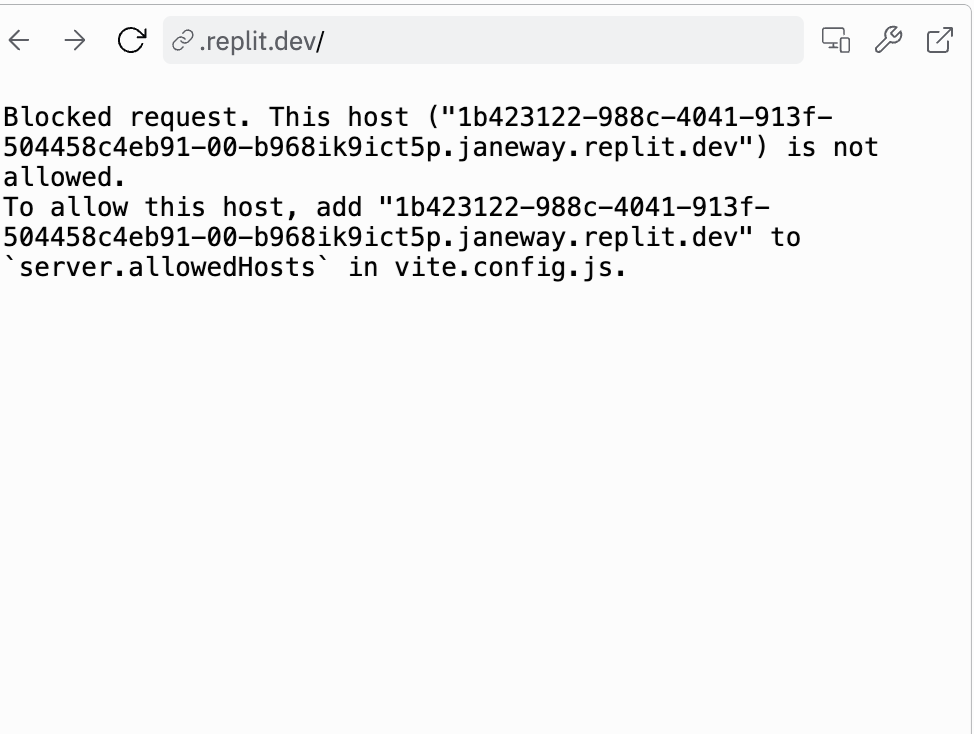 .replit.dev/
Blocked request. This host ("1b423122-988c-4041-913f-
504458c4eb91-00-b968ik9ict5p.janeway.replit.dev") is not
allowed.
To allow this host, add "1b423122-988c-4041-913f-
504458c4eb91-00-b968ik9ict5p.janeway.replit.dev" to
`server.allowedHosts` in vite.config.js.